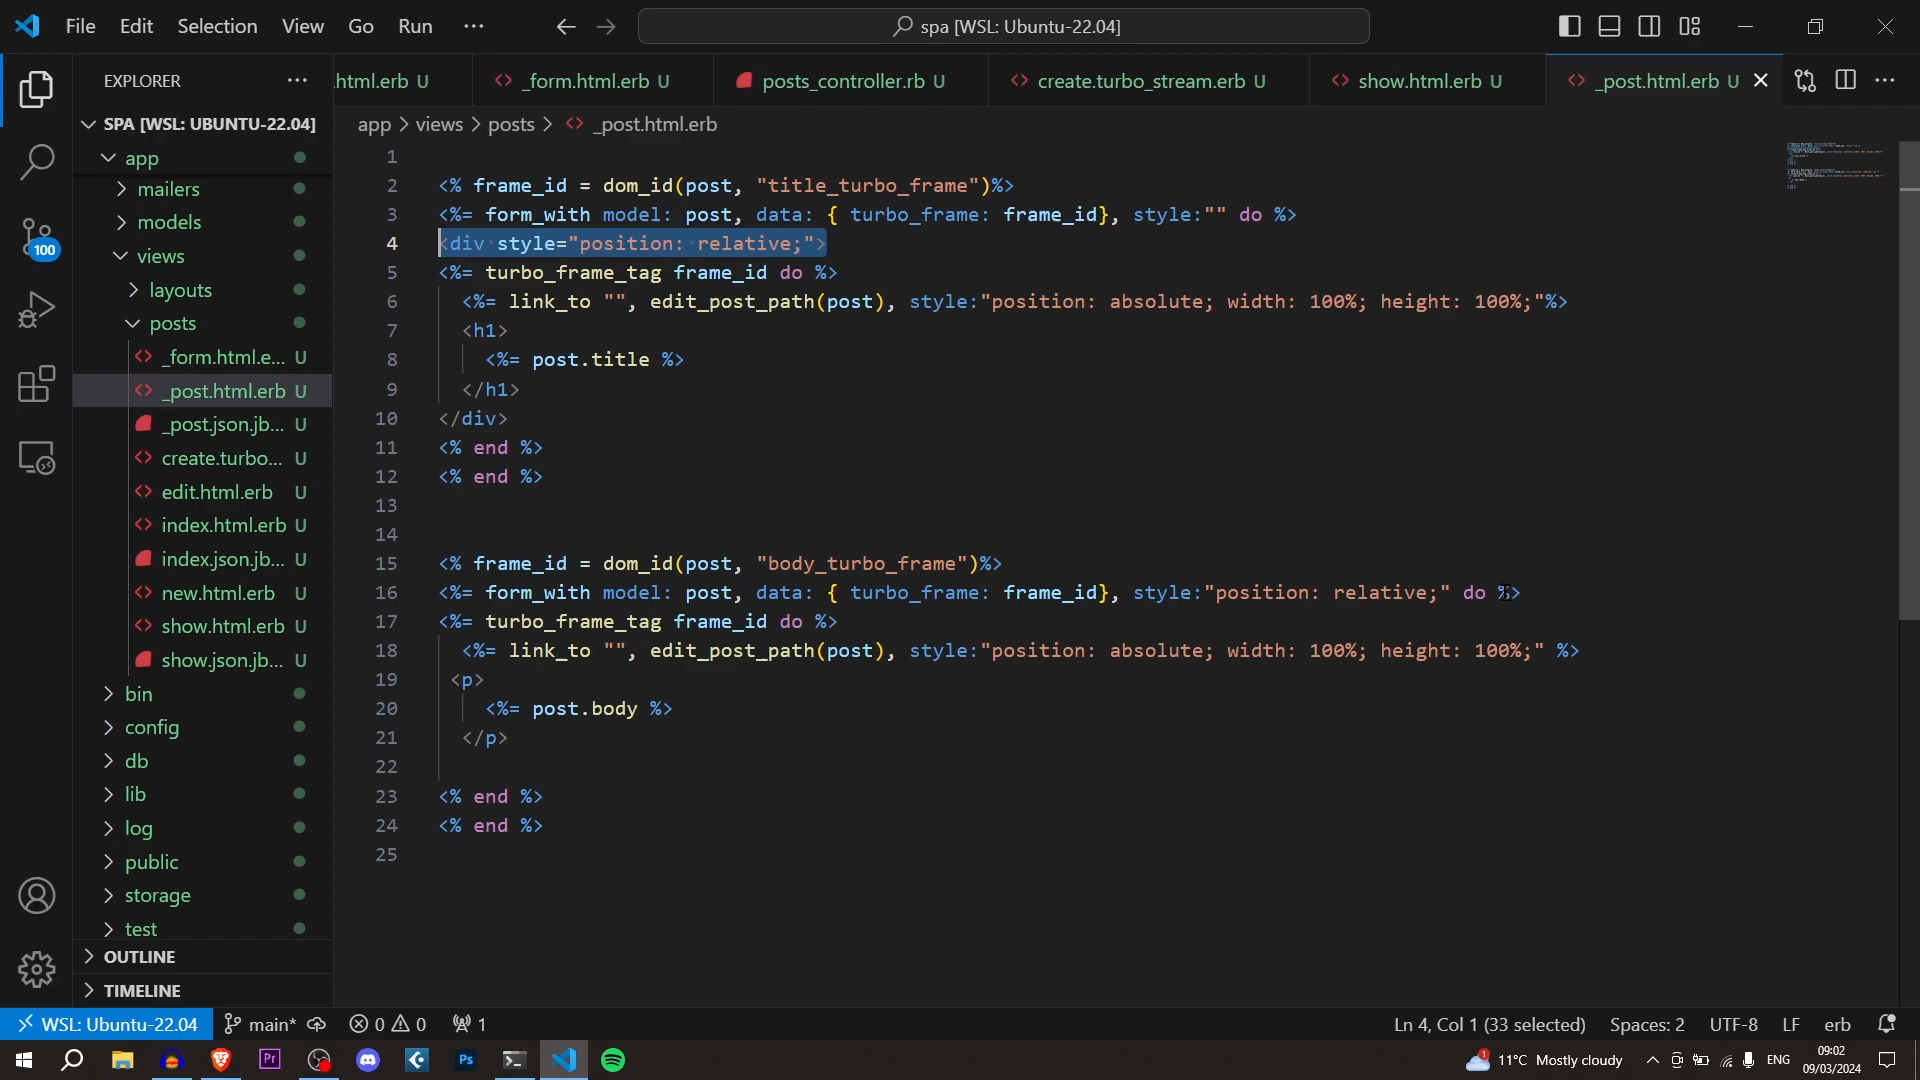 File Edit Selection View Go Run ···
spa [WSL: Ubuntu-22.04]
EXPLORER
.html.erb U
_form.html.erb U
posts_controller.rb U
create.turbo_stream.erb U
show.html.erb U
_post.html.erb U
SPA [WSL: UBUNTU-22.04]
app > views > posts > _post.html.erb
app
mailers
models
views
layouts
posts
_form.html.e... U
_post.html.erb U
_post.json.jb... U
create.turbo... U
edit.html.erb U
index.html.erb U
index.json.jb... U
new.html.erb U
show.html.erb U
show.json.jb... U
bin
config
db
lib
log
public
storage
test
OUTLINE
TIMELINE
100
1
2 <% frame_id = dom_id(post, "title_turbo_frame")%>
3 <%= form_with model: post, data: { turbo_frame: frame_id}, style:"" do %>
4 <div style="position: relative;">
5 <%= turbo_frame_tag frame_id do %>
6 <%= link_to "", edit_post_path(post), style:"position: absolute; width: 100%; height: 100%;"%>
7 <h1>
8 <%= post.title %>
9 </h1>
10 </div>
11 <% end %>
12 <% end %>
13
14
15 <% frame_id = dom_id(post, "body_turbo_frame")%>
16 <%= form_with model: post, data: { turbo_frame: frame_id}, style:"position: relative;" do %>
17 <%= turbo_frame_tag frame_id do %>
18 <%= link_to "", edit_post_path(post), style:"position: absolute; width: 100%; height: 100%;" %>
19 <p>
20 <%= post.body %>
21 </p>
22
23 <% end %>
24 <% end %>
25
WSL: Ubuntu-22.04 main* 0 0 1
Ln 4, Col 1 (33 selected) Spaces: 2 UTF-8 LF erb
Pr
Ps
1
11°C Mostly cloudy
ENG
09:02
09/03/2024